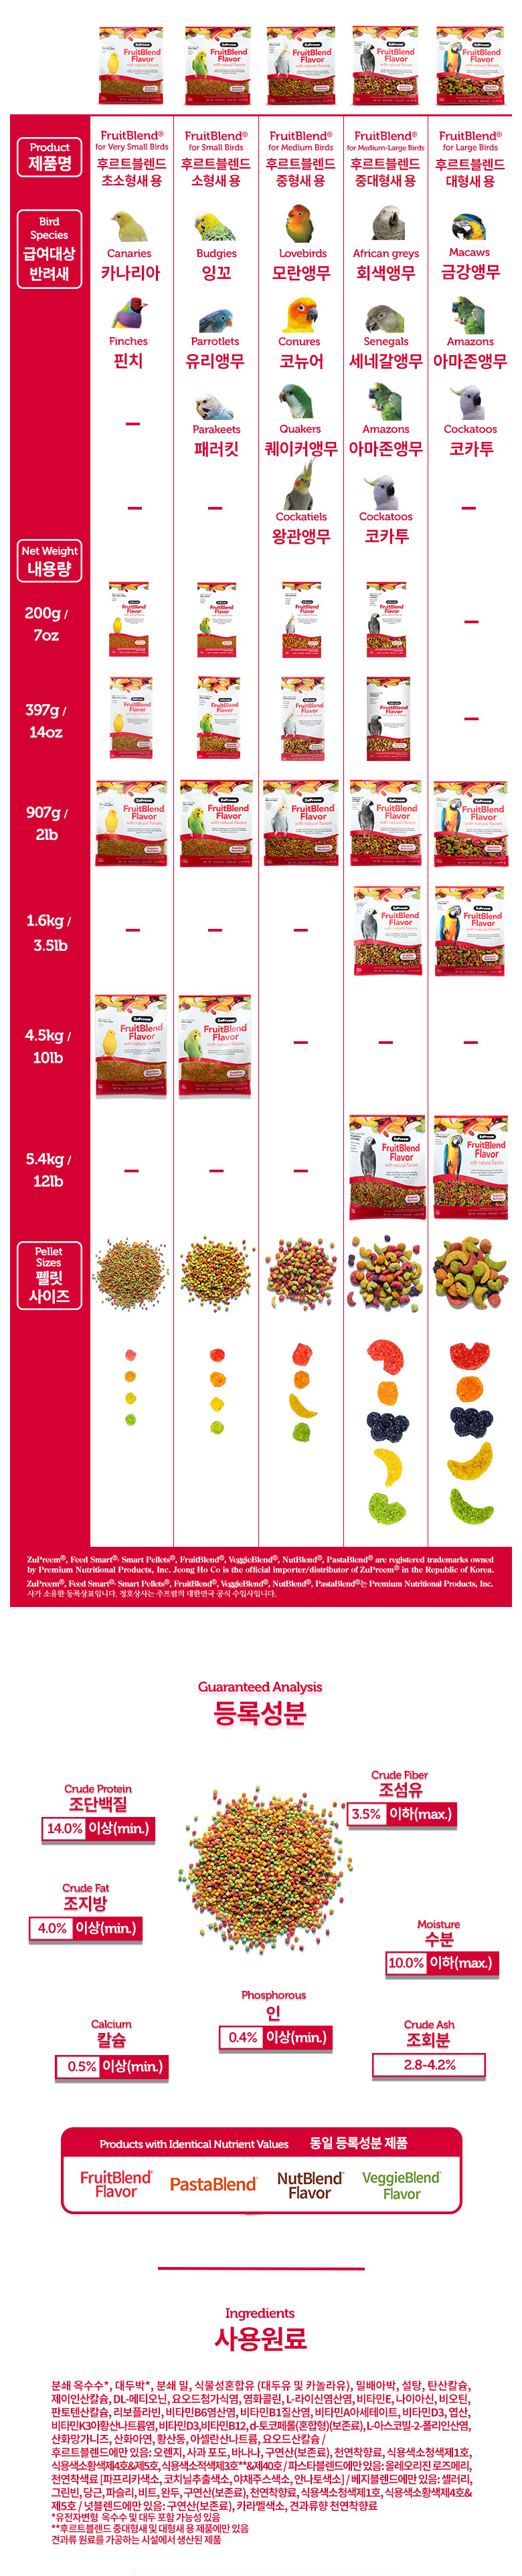 ZuPreem FruitBlend Flavor with natural flavors
ZuPreem FruitBlend Flavor with natural flavors
ZuPreem FruitBlend Flavor with natural flavors
ZuPreem FruitBlend Flavor with natural flavors
ZuPreem FruitBlend Flavor with natural flavors
Product
제품명
FruitBlend®
for Very Small Birds
후르트블렌드
초소형새 용
FruitBlend®
for Small Birds
후르트블렌드
소형새 용
FruitBlend®
for Medium Birds
후르트블렌드
중형새 용
FruitBlend®
for Medium-Large Birds
후르트블렌드
중대형새 용
FruitBlend®
for Large Birds
후르트블렌드
대형새 용
Bird
Species
급여대상
반려새
Canaries
카나리아
Budgies
잉꼬
Lovebirds
모란앵무
African greys
회색앵무
Macaws
금강앵무
Finches
핀치
Parrotlets
유리앵무
Conures
코뉴어
Senegals
세네갈앵무
Amazons
아마존앵무
Parakeets
패러킷
Quakers
퀘이커앵무
Amazons
아마존앵무
Cockatoos
코카투
Cockatiels
왕관앵무
Cockatoos
코카투
Net Weight
내용량
200g /
7oz
397g /
14oz
907g /
2lb
1.6kg /
3.5lb
4.5kg /
10lb
5.4kg /
12lb
Pellet
Sizes
펠릿
사이즈
ZuPreem®, Feed Smart®· Smart Pellets®, FruitBlend®, VeggieBlend®, NutBlend®, PastaBlend® are registered trademarks owned
by Premium Nutritional Products, Inc. Jeong Ho Co is the official importer/distributor of ZuPreem® in the Republic of Korea.
ZuPreem®, Feed Smart®· Smart Pellets®, FruitBlend®, VeggieBlend®, NutBlend®, PastaBlend®는 Premium Nutritional Products, Inc.
사가 소유한 등록상표입니다. 정호상사는 주프림의 대한민국 공식 수입사입니다.
Guaranteed Analysis
등록성분
Crude Protein
조단백질
14.0% 이상(min.)
Crude Fiber
조섬유
3.5% 이하(max.)
Crude Fat
조지방
4.0% 이상(min.)
Moisture
수분
10.0% 이하(max.)
Phosphorous
인
0.4% 이상(min.)
Calcium
칼슘
0.5% 이상(min.)
Crude Ash
조회분
2.8-4.2%
Products with Identical Nutrient Values 동일 등록성분 제품
FruitBlend® Flavor
PastaBlend®
NutBlend® Flavor
VeggieBlend® Flavor
Ingredients
사용원료
분쇄 옥수수*, 대두박*, 분쇄 밀, 식물성혼합유 (대두유 및 카놀라유), 밀배아박, 설탕, 탄산칼슘,
제이인산칼슘, DL-메티오닌, 요오드첨가식염, 염화콜린, L-라이신염산염, 비타민E, 나이아신, 비오틴,
판토텐산칼슘, 리보플라빈, 비타민B6염산염, 비타민B1질산염, 비타민A아세테이트, 비타민D3, 엽산,
비타민K3아황산나트륨염, 비타민D3,비타민B12, d-토코페롤(혼합형)(보존료), L-아스코빌-2-폴리인산염,
산화망가니즈, 산화아연, 황산동, 아셀렌산나트륨, 요오드산칼슘 /
후르트블렌드에만 있음: 오렌지, 사과 포도, 바나나, 구연산(보존료), 천연착향료, 식용색소청색제1호,
식용색소황색제4호&제5호, 식용색소적색제3호**&제40호 / 파스타블렌드에만 있음: 올레오리진 로즈메리,
천연착색료 [파프리카색소, 코치닐추출색소, 야채주스색소, 안나토색소] / 베지블렌드에만 있음: 샐러리,
그린빈, 당근, 파슬리, 비트, 완두, 구연산(보존료), 천연착향료, 식용색소청색제1호, 식용색소황색제4호&
제5호 / 넛블렌드에만 있음: 구연산(보존료), 카라멜색소, 견과류향 천연착향료
*유전자변형 옥수수 및 대두 포함 가능성 있음
**후르트블렌드 중대형새 및 대형새 용 제품에만 있음
견과류 원료를 가공하는 시설에서 생산된 제품